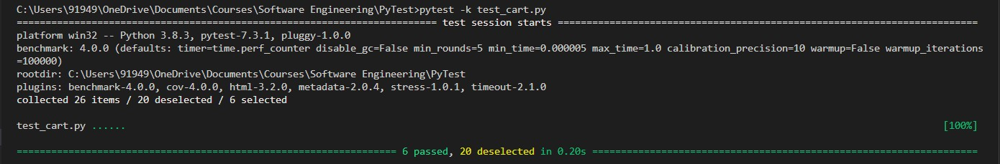 C:\Users\91949\OneDrive\Documents\Courses\Software Engineering\PyTest>pytest -k test_cart.py
========================================================================= test session starts =========================================================================
platform win32 -- Python 3.8.3, pytest-7.3.1, pluggy-1.0.0
benchmark: 4.0.0 (defaults: timer=time.perf_counter disable_gc=False min_rounds=5 min_time=0.000005 max_time=1.0 calibration_precision=10 warmup=False warmup_iterations
=100000)
rootdir: C:\Users\91949\OneDrive\Documents\Courses\Software Engineering\PyTest
plugins: benchmark-4.0.0, cov-4.0.0, html-3.2.0, metadata-2.0.4, stress-1.0.1, timeout-2.1.0
collected 26 items / 20 deselected / 6 selected
test_cart.py ...... [100%]
================================================================== 6 passed, 20 deselected in 0.20s ===================================================================